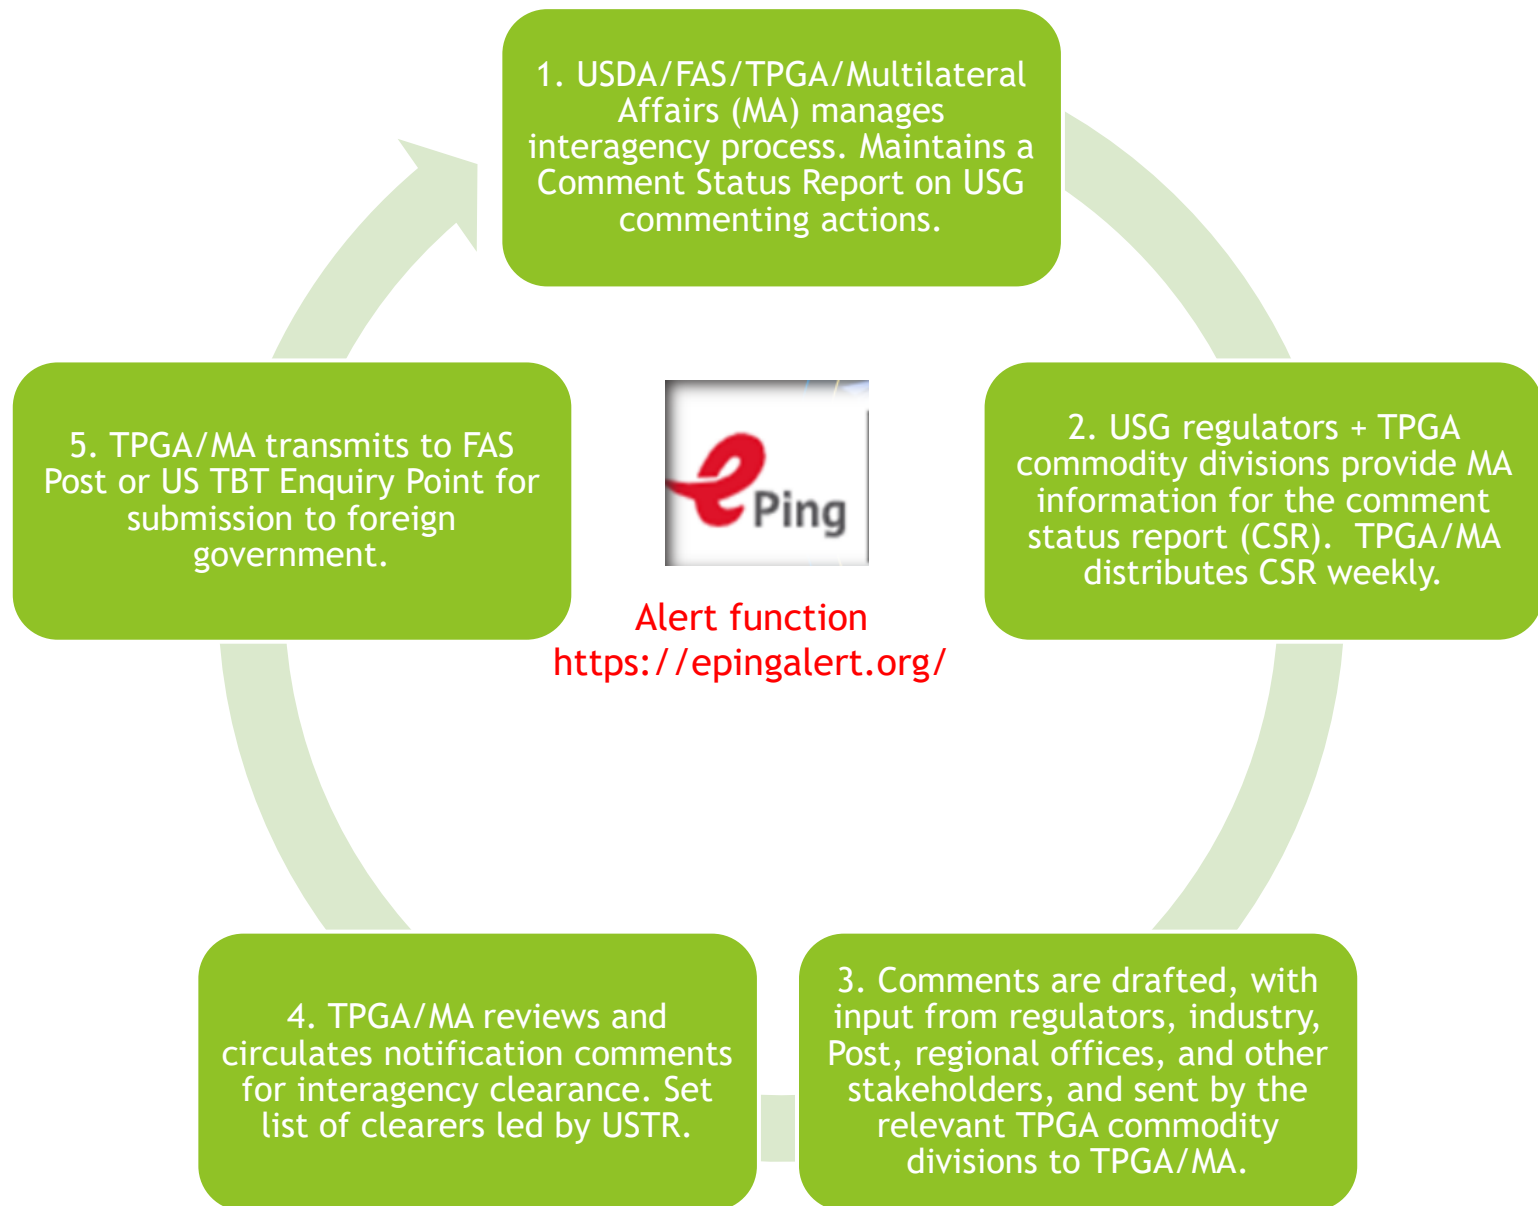 1. USDA/FAS/TPGA/Multilateral
Affairs (MA) manages
interagency process. Maintains a
Comment Status Report on USG
commenting actions.
2. USG regulators + TPGA
commodity divisions provide MA
information for the comment
status report (CSR).  TPGA/MA
distributes CSR weekly.
3. Comments are drafted, with
input from regulators, industry,
Post, regional offices, and other
stakeholders, and sent by the
relevant TPGA commodity
divisions to TPGA/MA.
4. TPGA/MA reviews and
circulates notification comments
for interagency clearance. Set
list of clearers led by USTR.
5. TPGA/MA transmits to FAS
Post or US TBT Enquiry Point for
submission to foreign
government.
ePing
Alert function
https://epingalert.org/